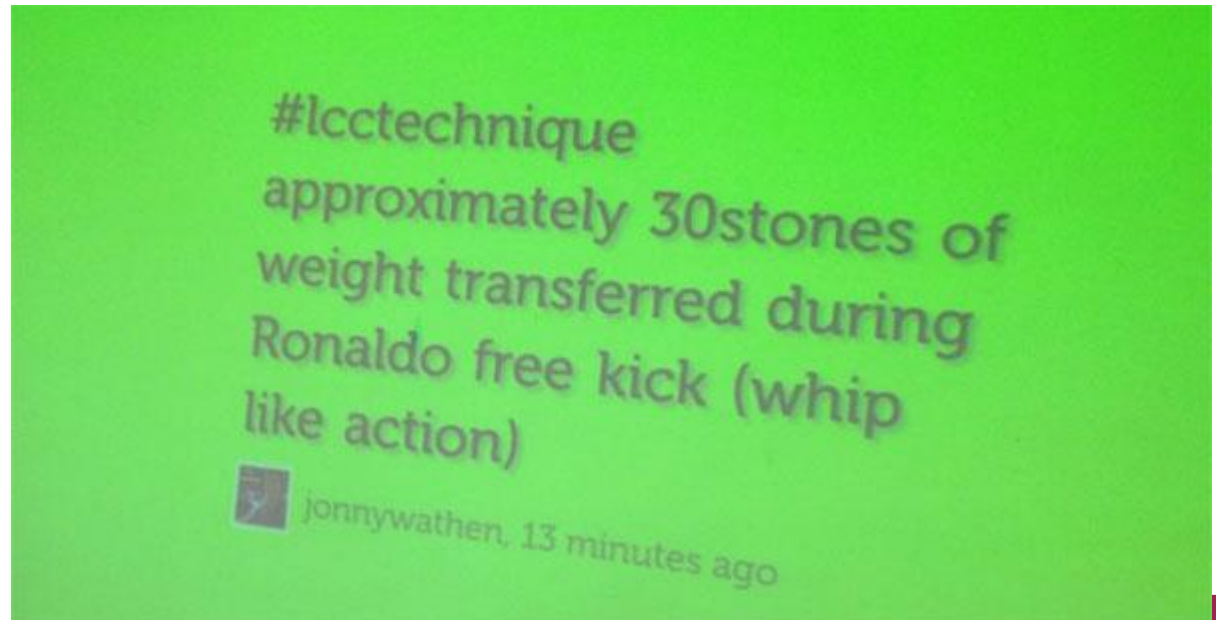 #lcctechnique
approximately 30stones of
weight transferred during
Ronaldo free kick (whip
like action)
jonnywathen, 13 minutes ago